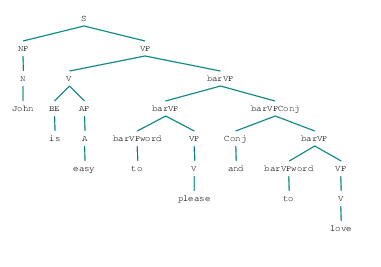 S
NP VP
N V barVP
John BE AP barVP barVPConj
is A barVPword VP Conj barVP
easy to V and barVPword VP
please to V
love